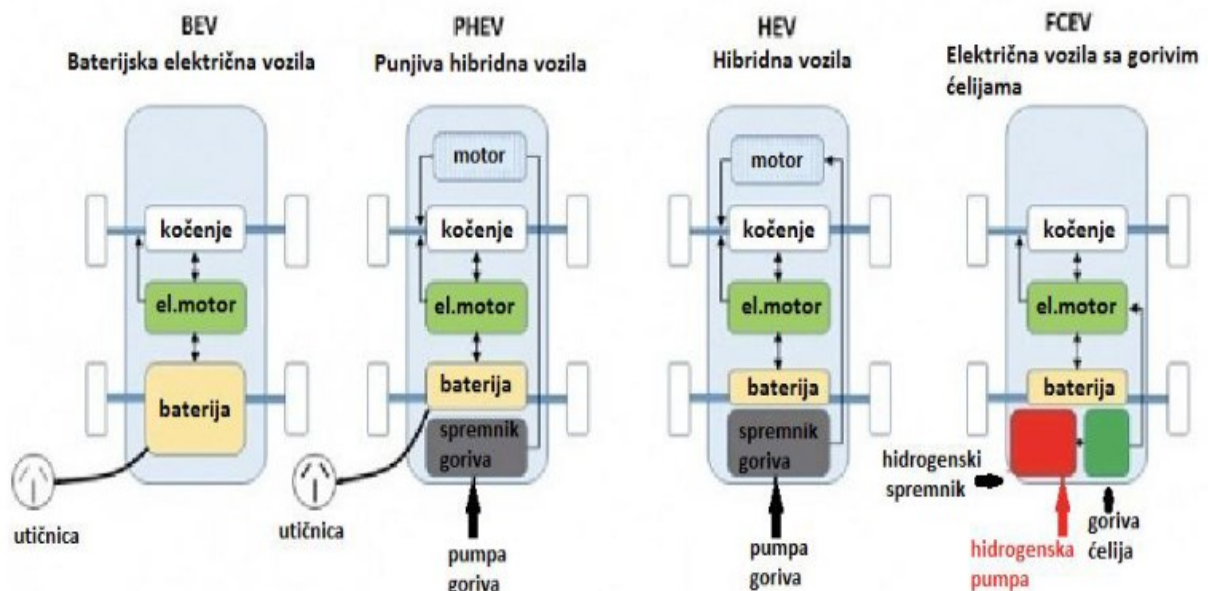 BEV
Baterijska električna vozila
kočenje
el.motor
baterija
utičnica
PHEV
Punjiva hibridna vozila
motor
kočenje
el.motor
baterija
spremnik
goriva
utičnica
pumpa
goriva
HEV
Hibridna vozila
motor
kočenje
el.motor
baterija
spremnik
goriva
pumpa
goriva
FCEV
Električna vozila sa gorivim
ćelijama
kočenje
el.motor
baterija
hidrogenski
spremnik
hidrogenska
pumpa
goriva
ćelija